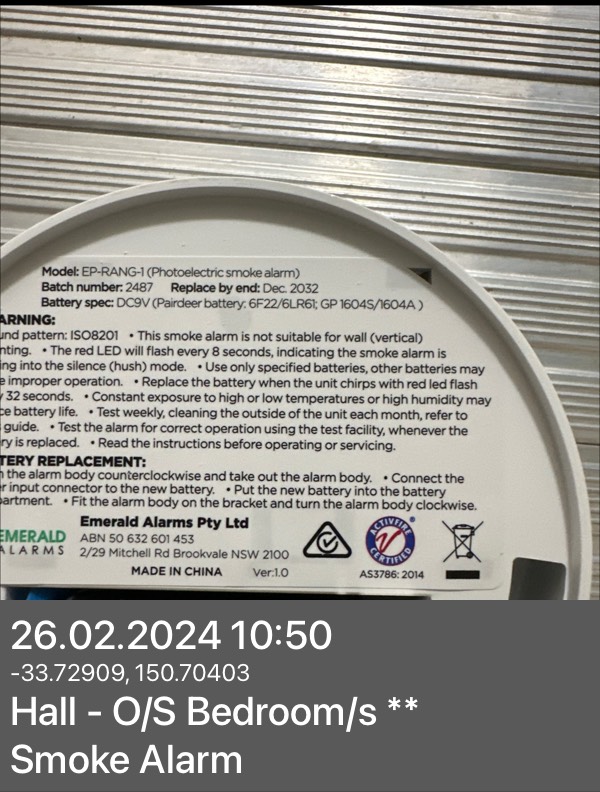 Model: EP-RANG-1 (Photoelectric smoke alarm)
Batch number: 2487 Replace by end: Dec. 2032
Battery spec: DC9V (Pairdeer battery: 6F22/6LR61; GP 1604S/1604A )
ARNING:
und pattern: ISO8201 • This smoke alarm is not suitable for wall (vertical)
nting. • The red LED will flash every 8 seconds, indicating the smoke alarm is
ing into the silence (hush) mode. • Use only specified batteries, other batteries may
e improper operation. • Replace the battery when the unit chirps with red led flash
y 32 seconds. • Constant exposure to high or low temperatures or high humidity may
ce battery life. • Test weekly, cleaning the outside of the unit each month, refer to
guide. • Test the alarm for correct operation using the test facility, whenever the
ry is replaced. • Read the instructions before operating or servicing.
TERY REPLACEMENT:
n the alarm body counterclockwise and take out the alarm body. • Connect the
r input connector to the new battery. • Put the new battery into the battery
artment. • Fit the alarm body on the bracket and turn the alarm body clockwise.
EMERALD
ALARMS
Emerald Alarms Pty Ltd
ABN 50 632 601 453
2/29 Mitchell Rd Brookvale NSW 2100
MADE IN CHINA Ver:1.0
ACTIVFIRE
CERTIFIED
AS3786: 2014
26.02.2024 10:50
-33.72909, 150.70403
Hall - O/S Bedroom/s **
Smoke Alarm